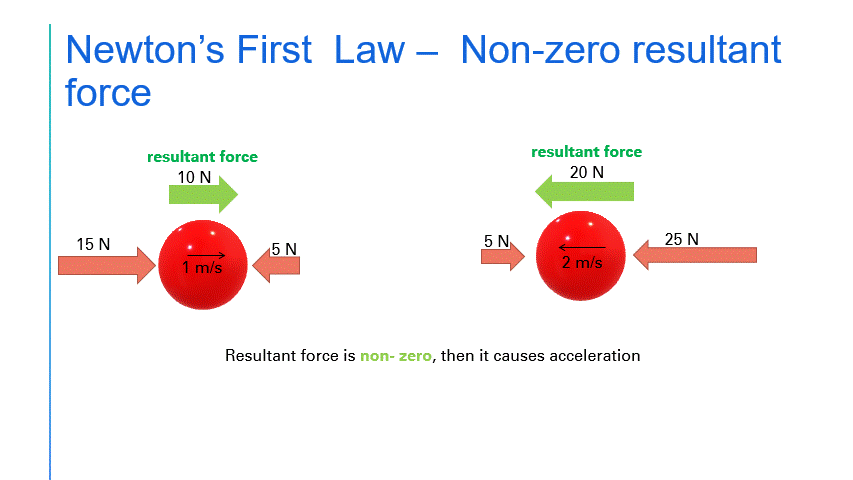 Newton's First  Law –  Non-zero resultant
force
resultant force
10 N
15 N
5 N
1 m/s
resultant force
20 N
5 N
25 N
2 m/s
Resultant force is non- zero, then it causes acceleration